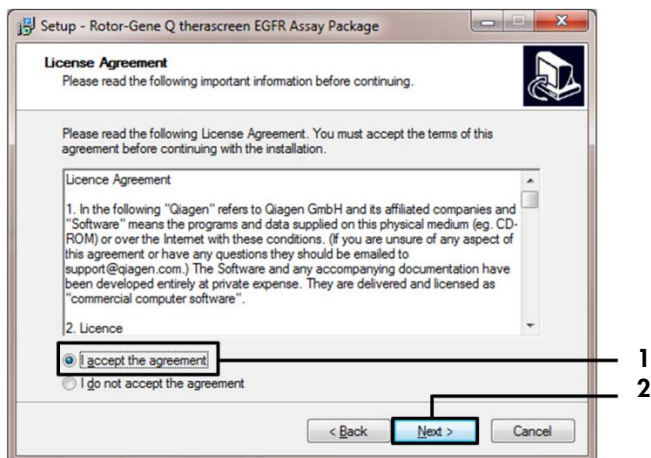 Setup - Rotor-Gene Q therascreen EGFR Assay Package
License Agreement
Please read the following important information before continuing.
Please read the following License Agreement. You must accept the terms of this
agreement before continuing with the installation.
Licence Agreement
1. In the following "Qiagen" refers to Qiagen GmbH and its affiliated companies and
"Software" means the programs and data supplied on this physical medium (eg. CD-
ROM) or over the Internet with these conditions. (If you are unsure of any aspect of
this agreement or have any questions they should be emailed to
support@qiagen.com.) The Software and any accompanying documentation have
been developed entirely at private expense. They are delivered and licensed as
"commercial computer software".
2. Licence
I accept the agreement
1
I do not accept the agreement
2
< Back
Next >
Cancel